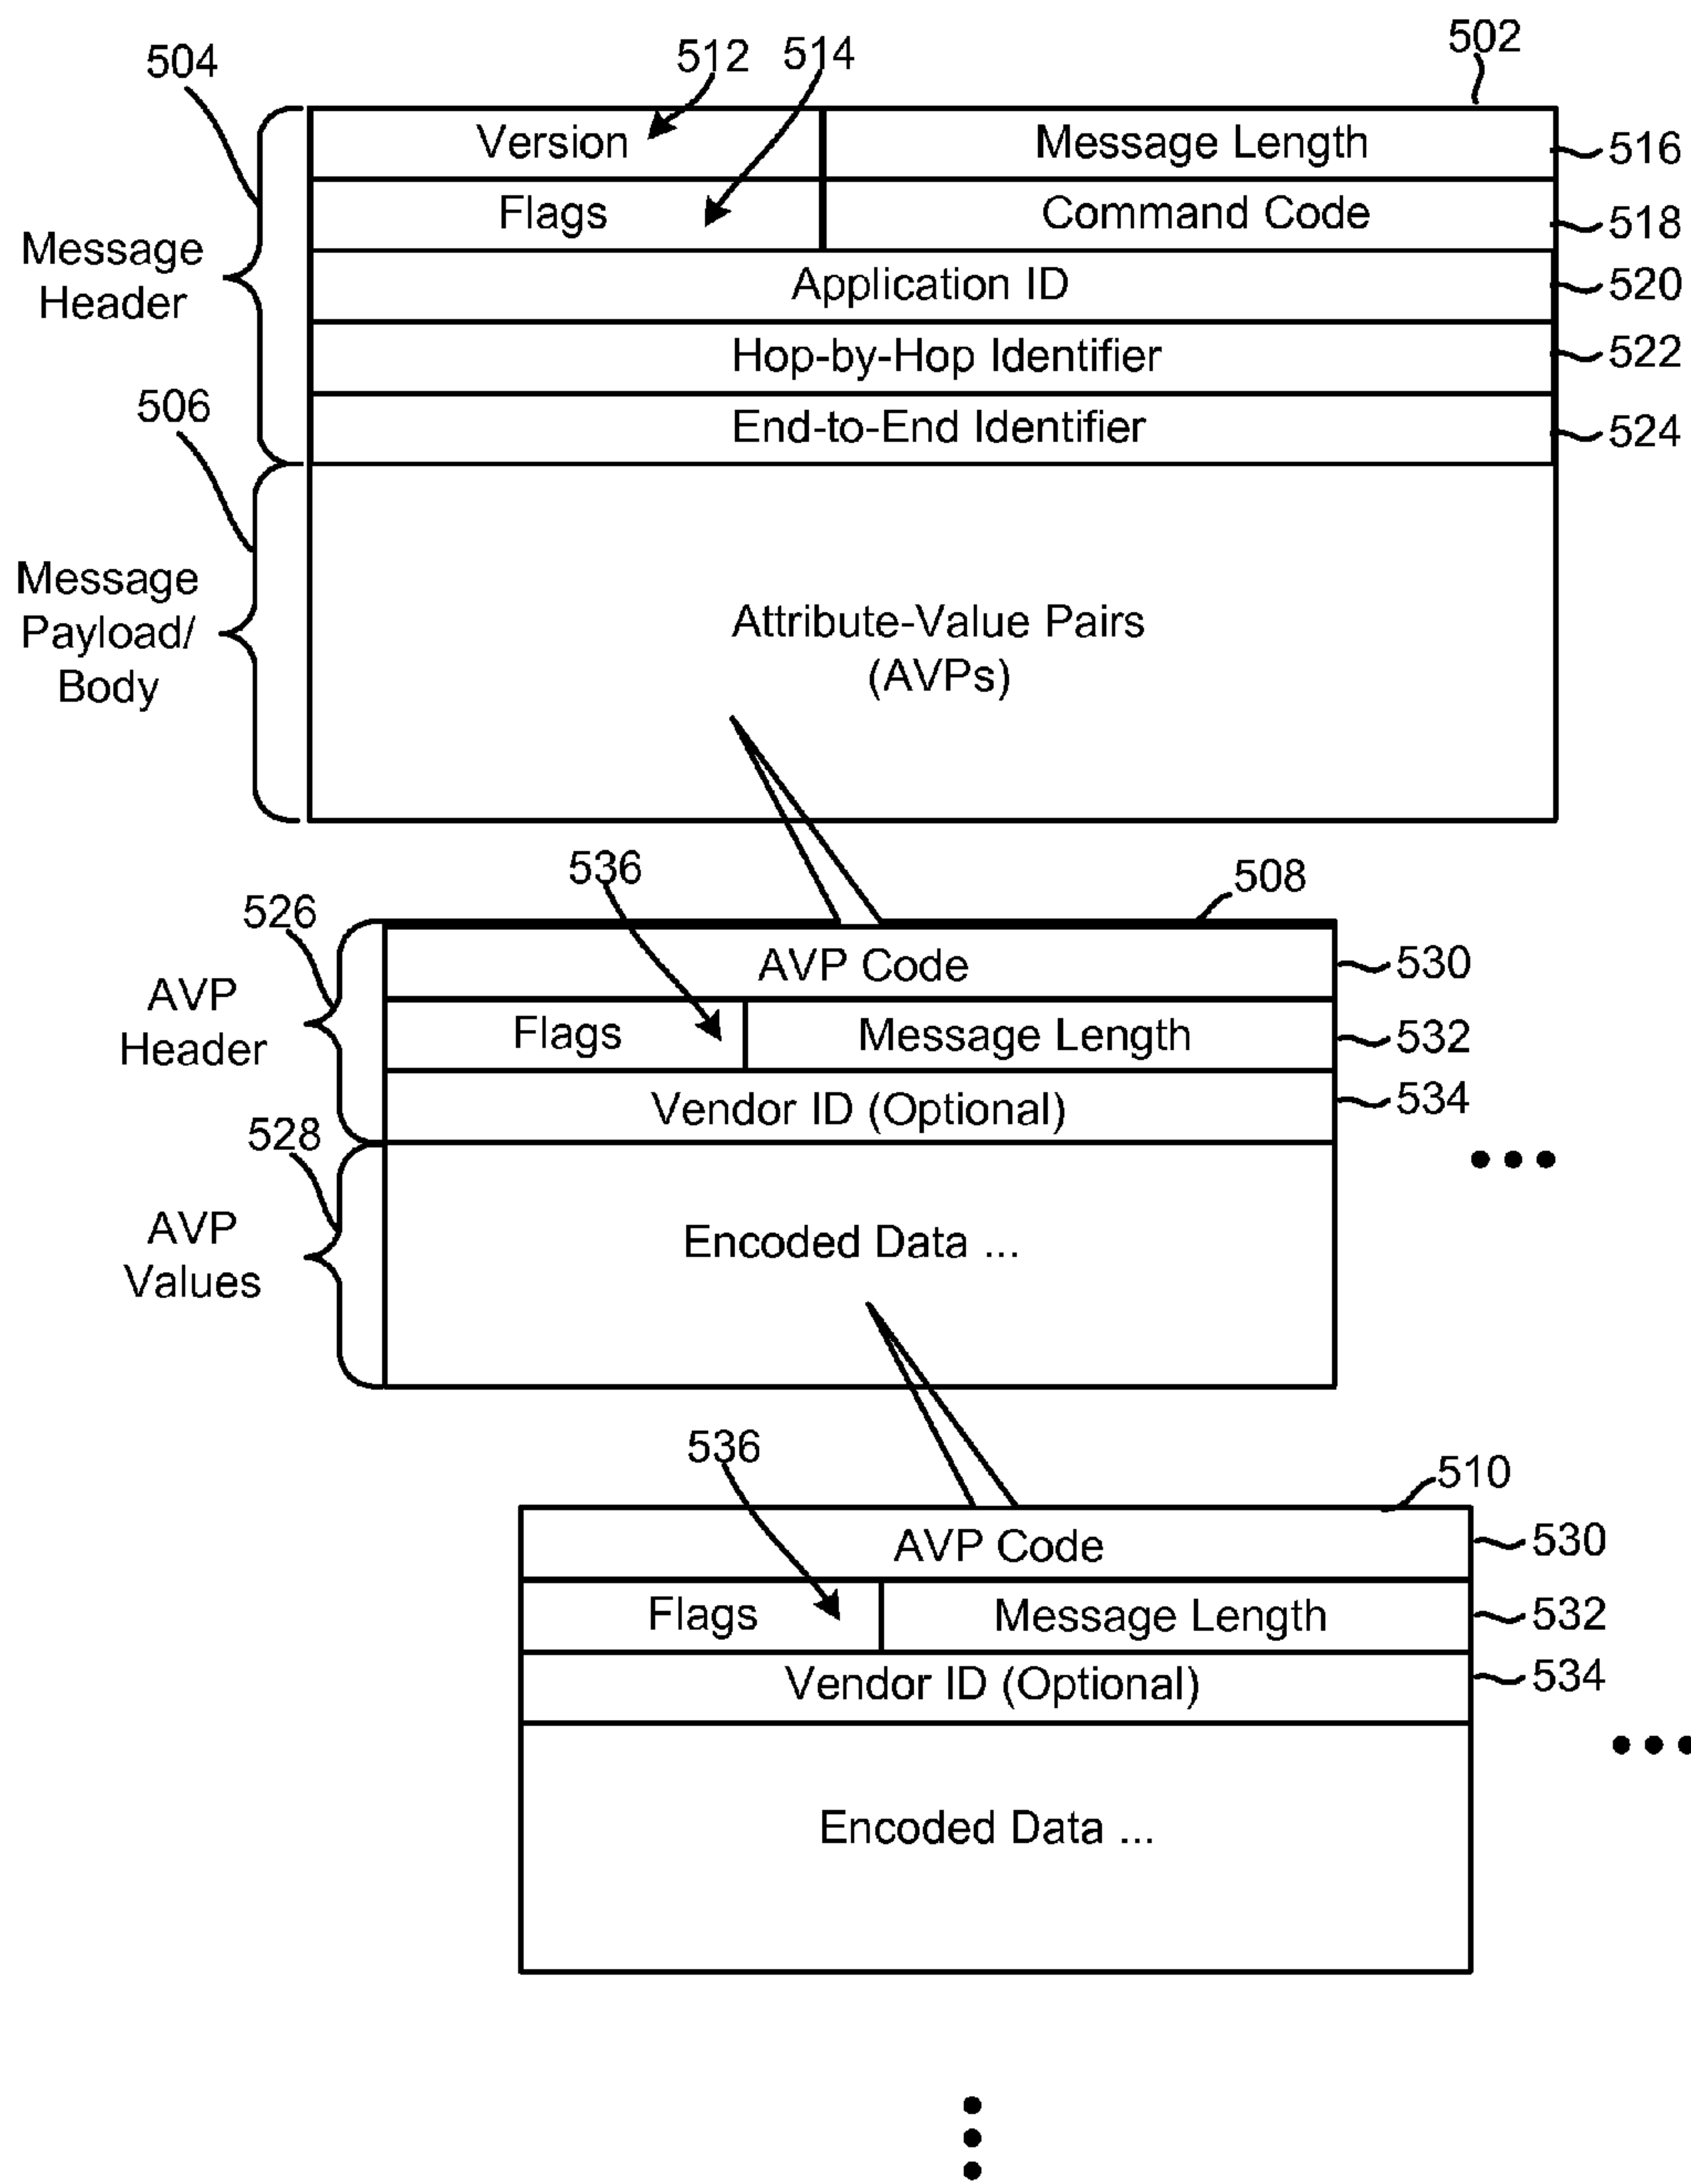 502
504
512
514
Version
Message Length
516
Flags
Command Code
518
Message
Header
Application ID
520
Hop-by-Hop Identifier
522
506
End-to-End Identifier
524
Message
Payload/
Body
Attribute-Value Pairs
(AVPs)
536
508
526
AVP Code
530
AVP
Header
Flags
Message Length
532
Vendor ID (Optional)
534
528
AVP
Values
Encoded Data ...
536
510
AVP Code
530
Flags
Message Length
532
Vendor ID (Optional)
534
Encoded Data ...